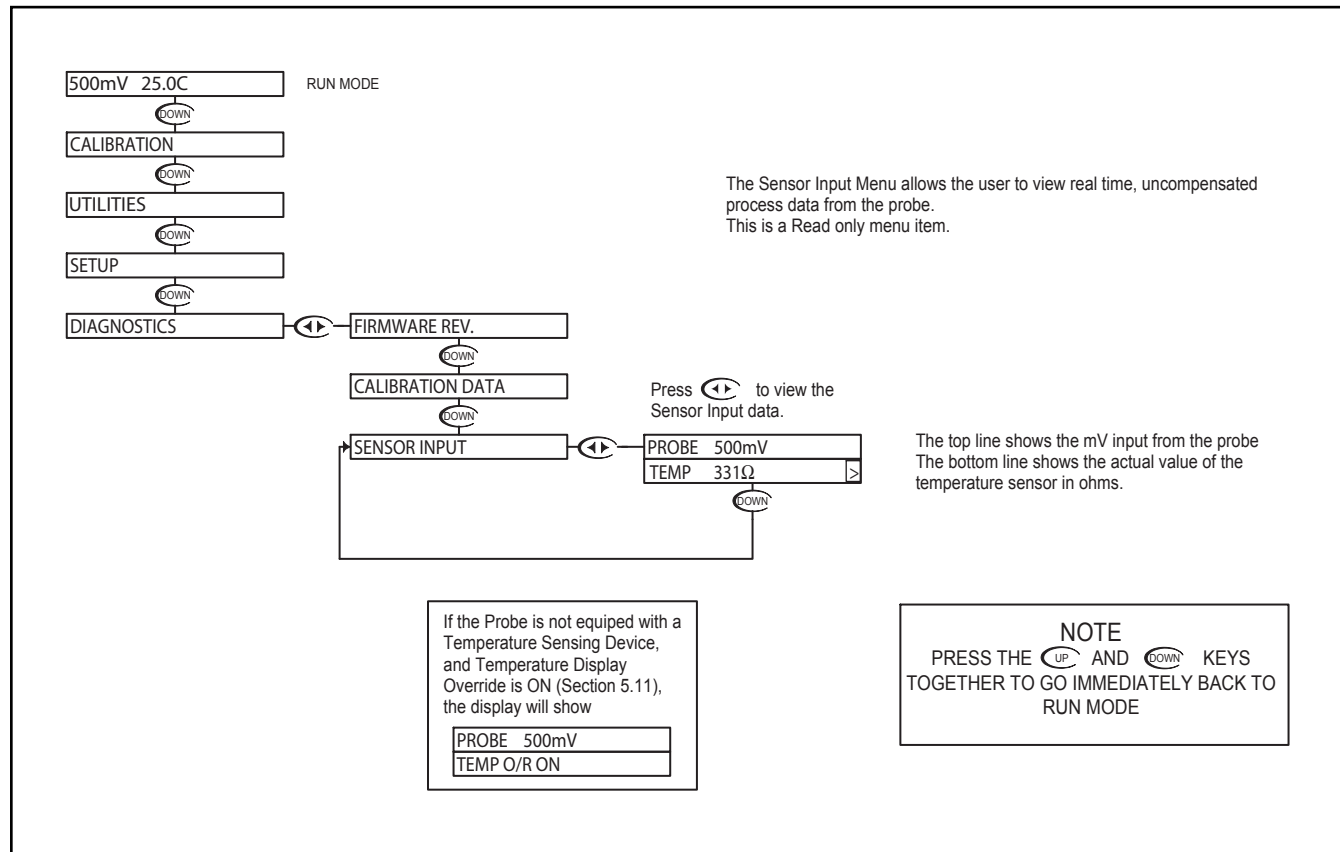 500mV 25.0C
RUN MODE
DOWN
CALIBRATION
DOWN
UTILITIES
DOWN
SETUP
DOWN
DIAGNOSTICS
FIRMWARE REV.
DOWN
CALIBRATION DATA
DOWN
SENSOR INPUT
The Sensor Input Menu allows the user to view real time, uncompensated
process data from the probe.
This is a Read only menu item.
Press to view the
Sensor Input data.
PROBE 500mV
TEMP 331Ω >
DOWN
The top line shows the mV input from the probe
The bottom line shows the actual value of the
temperature sensor in ohms.
If the Probe is not equiped with a
Temperature Sensing Device,
and Temperature Display
Override is ON (Section 5.11),
the display will show
PROBE 500mV
TEMP O/R ON
NOTE
PRESS THE UP AND DOWN KEYS
TOGETHER TO GO IMMEDIATELY BACK TO
RUN MODE